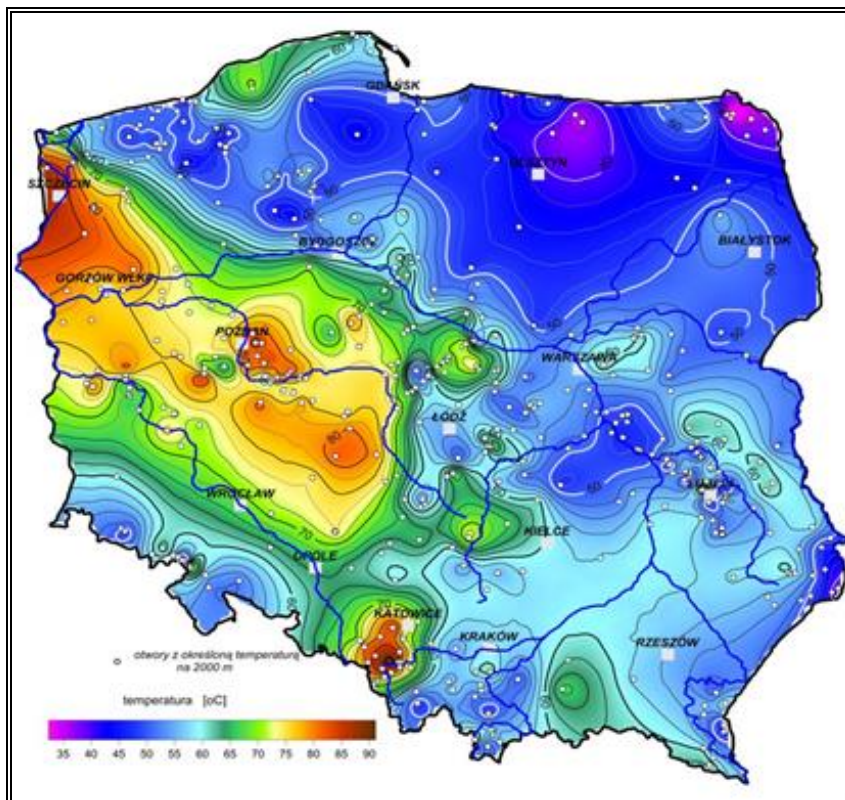 GDAŃSK
OLSZTYN
SZCZECIN
BYDGOSZCZ
BIAŁYSTOK
GORZÓW WLKP.
POZNAŃ
WARSZAWA
ŁÓDŹ
LUBLIN
WROCŁAW
KIELCE
OPOLE
KATOWICE
KRAKÓW
RZESZÓW
otwory z określoną temperaturą
na 2000 m
temperatura [oC]
35 40 45 50 55 60 65 70 75 80 85 90